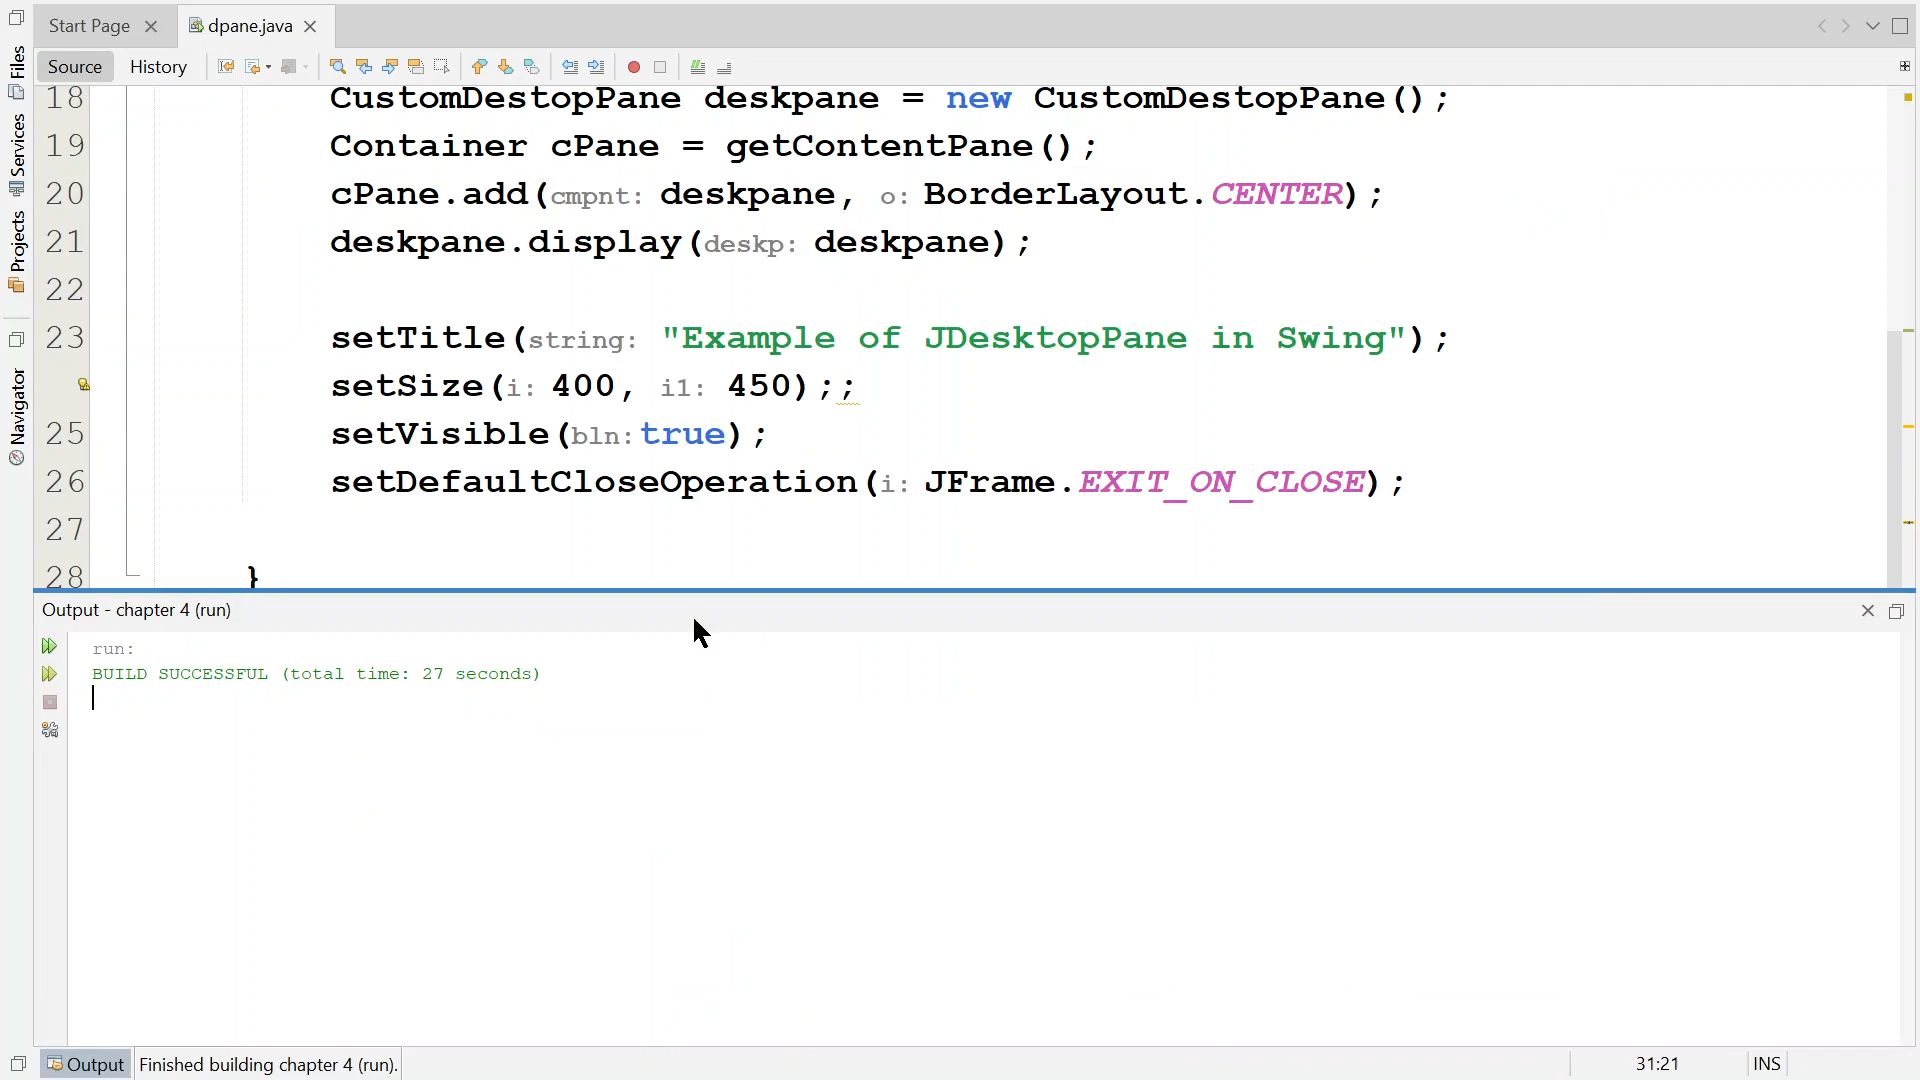 Start Page
dpane.java
Source
History
Files
Services
Projects
Navigator
18 CustomDestopPane deskpane = new CustomDestopPane();
19 Container cPane = getContentPane();
20 cPane.add(cmpnt: deskpane, o: BorderLayout.CENTER);
21 deskpane.display(deskp: deskpane);
22
23 setTitle(string: "Example of JDesktopPane in Swing");
setSize(i: 400, i1: 450);;
25 setVisible(bln: true);
26 setDefaultCloseOperation(i: JFrame.EXIT_ON_CLOSE);
27
28 }
Output - chapter 4 (run)
run:
BUILD SUCCESSFUL (total time: 27 seconds)
Output
Finished building chapter 4 (run).
31:21
INS